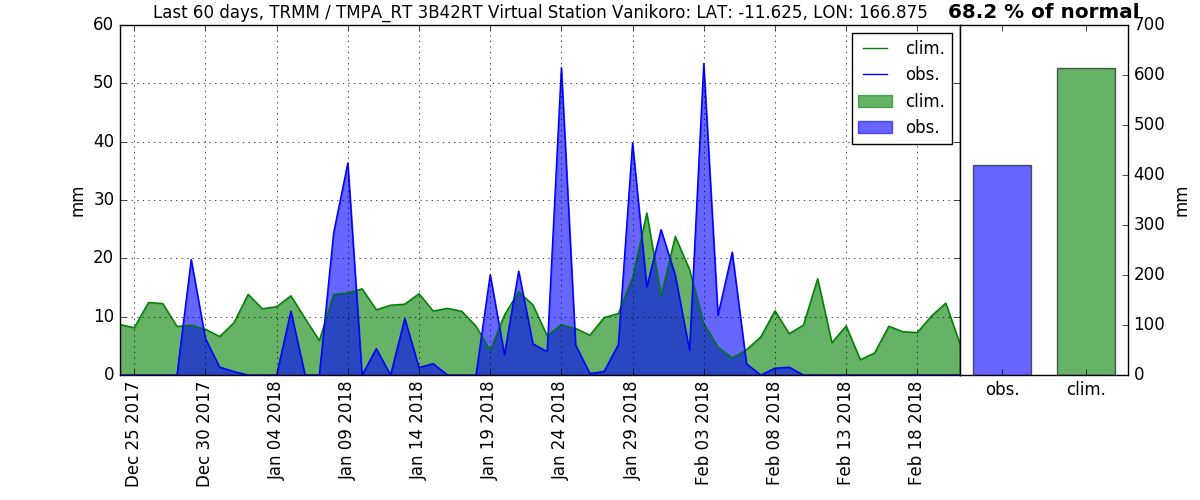 Last 60 days, TRMM / TMPA_RT 3B42RT Virtual Station Vanikoro: LAT: -11.625, LON: 166.875
68.2 % of normal
60
50
40
30
20
10
0
mm
clim.
obs.
clim.
obs.
Dec 25 2017
Dec 30 2017
Jan 04 2018
Jan 09 2018
Jan 14 2018
Jan 19 2018
Jan 24 2018
Jan 29 2018
Feb 03 2018
Feb 08 2018
Feb 13 2018
Feb 18 2018
700
600
500
400
300
200
100
0
mm
obs.
clim.